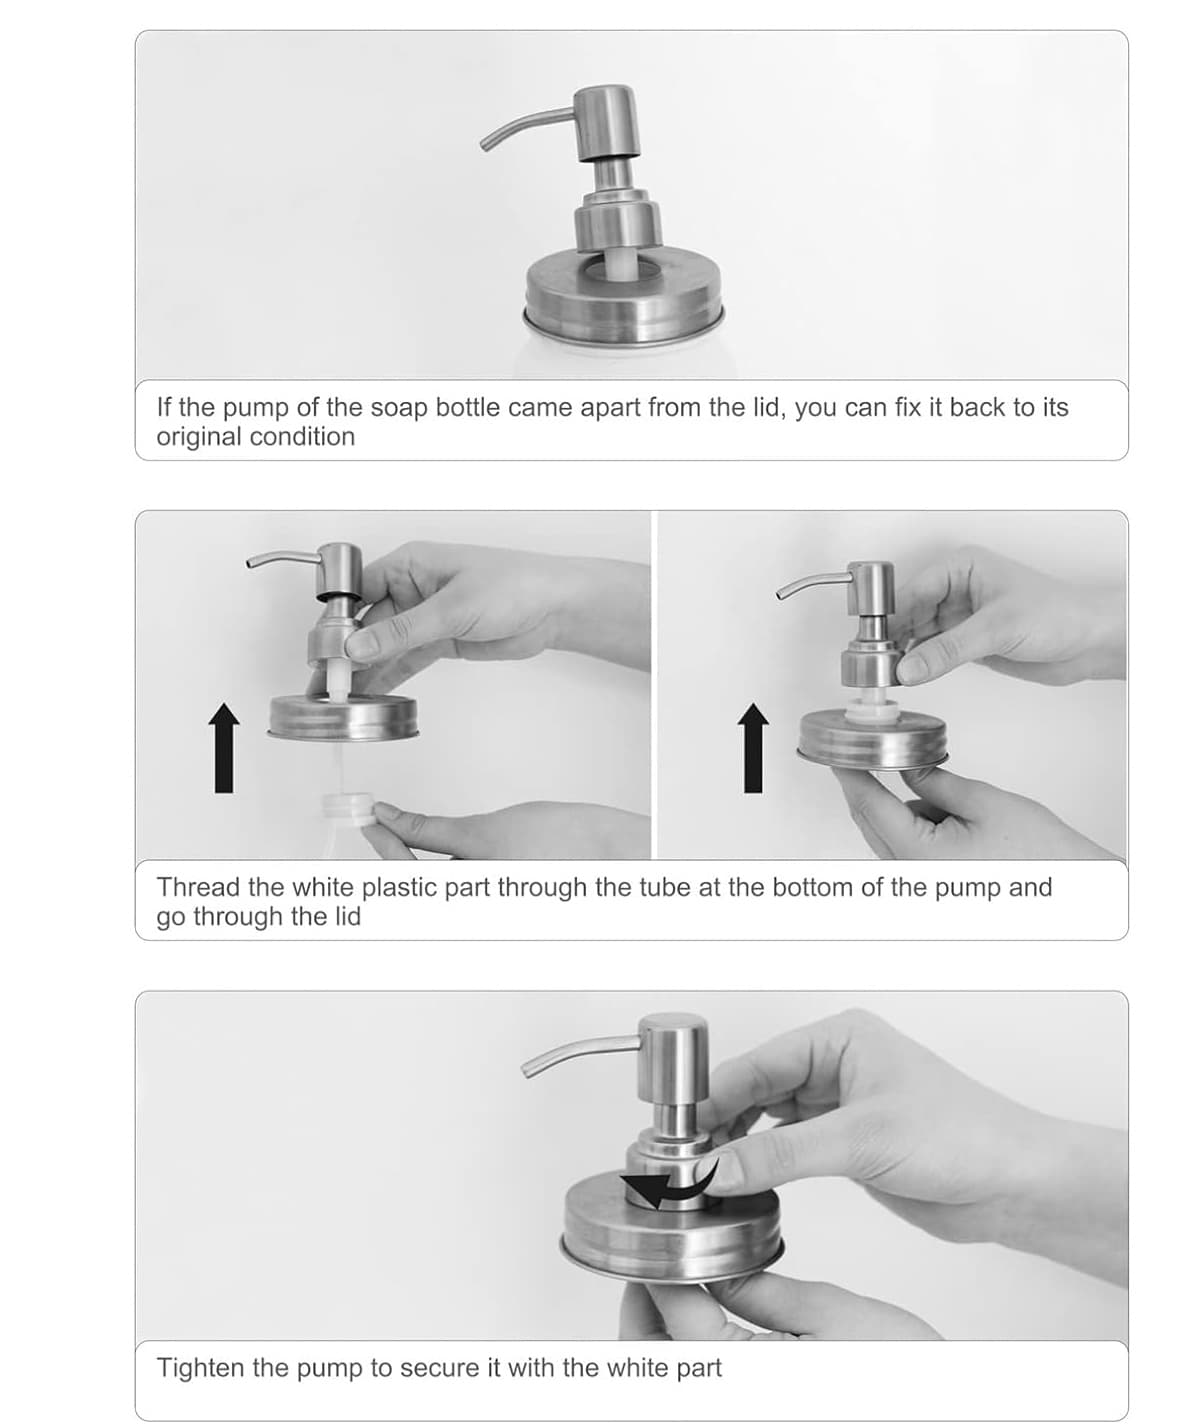 If the pump of the soap bottle came apart from the lid, you can fix it back to its
original condition
Thread the white plastic part through the tube at the bottom of the pump and
go through the lid
Tighten the pump to secure it with the white part